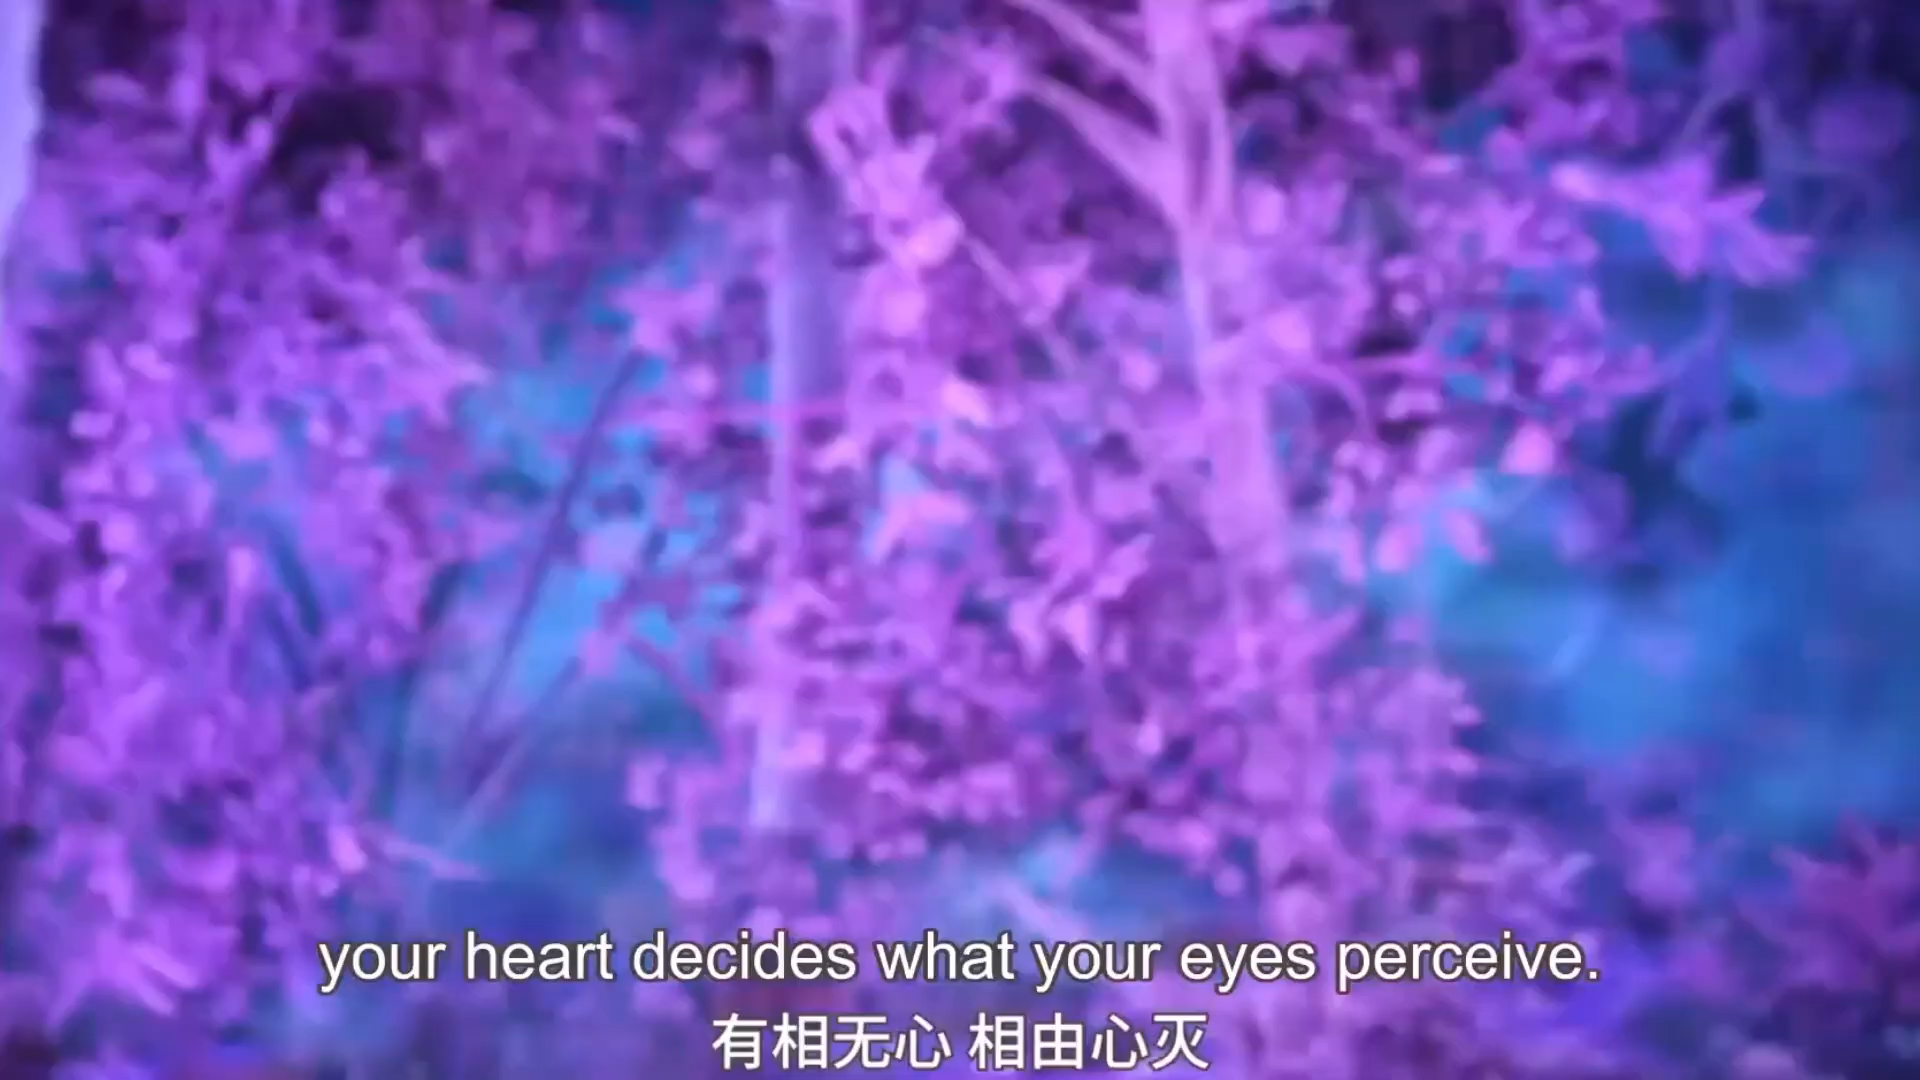 your heart decides what your eyes perceive.
有相无心 相由心灭